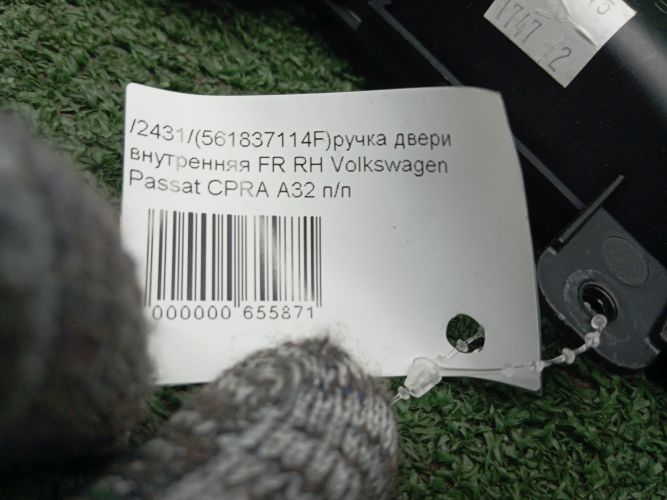 /2431/(561837114F)ручка двери
внутренняя FR RH Volkswagen
Passat CPRA A32 п/п
000000 655871